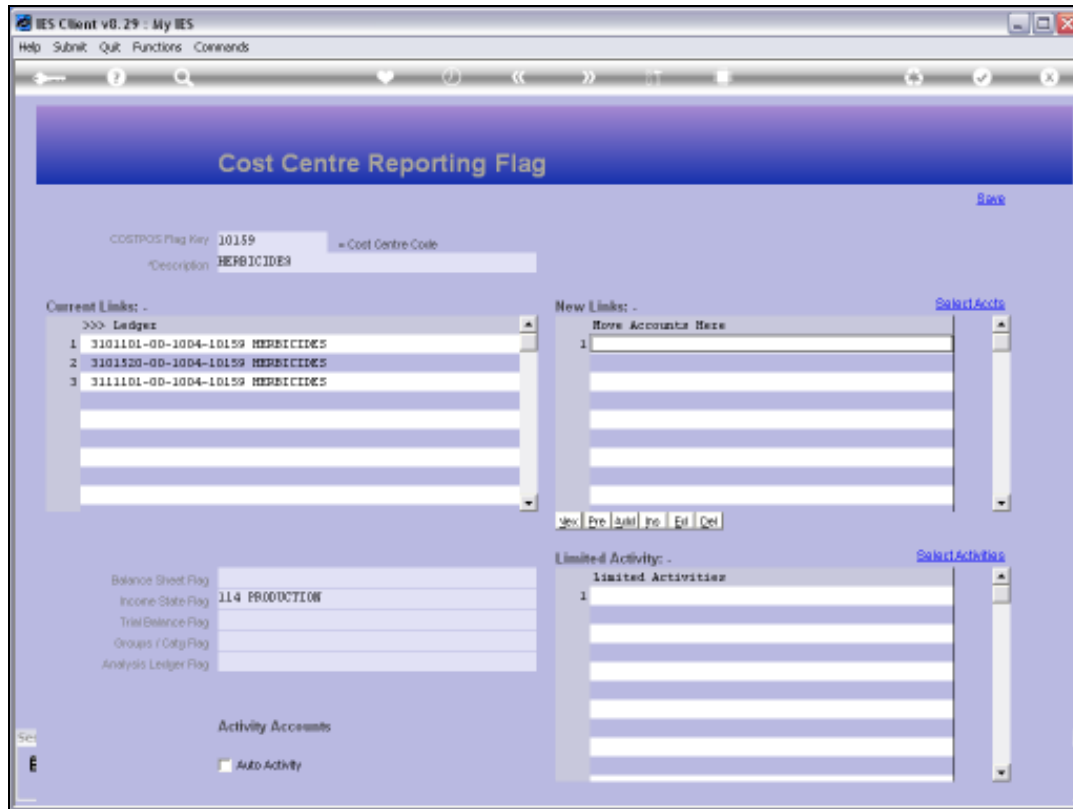 IES Client v8.29 : My IES
Help Submit Quit Functions Commands
Cost Centre Reporting Flag
Save
COSTPOS Flag Key 10159 = Cost Centre Code
*Description HERBICIDES
Current Links: -
>>> Ledger
1 3101101-00-1004-10159 HERBICIDES
2 3101520-00-1004-10159 HERBICIDES
3 3111101-00-1004-10159 HERBICIDES
New Links: -
Select Accts
Move Accounts Here
1
Nex Pre Add Ins Ed Del
Limited Activity: -
Select Activities
Limited Activities
1
Balance Sheet Flag
Income State Flag 114 PRODUCTION
Trial Balance Flag
Groups / Catg Flag
Analysis Ledger Flag
Activity Accounts
Auto Activity